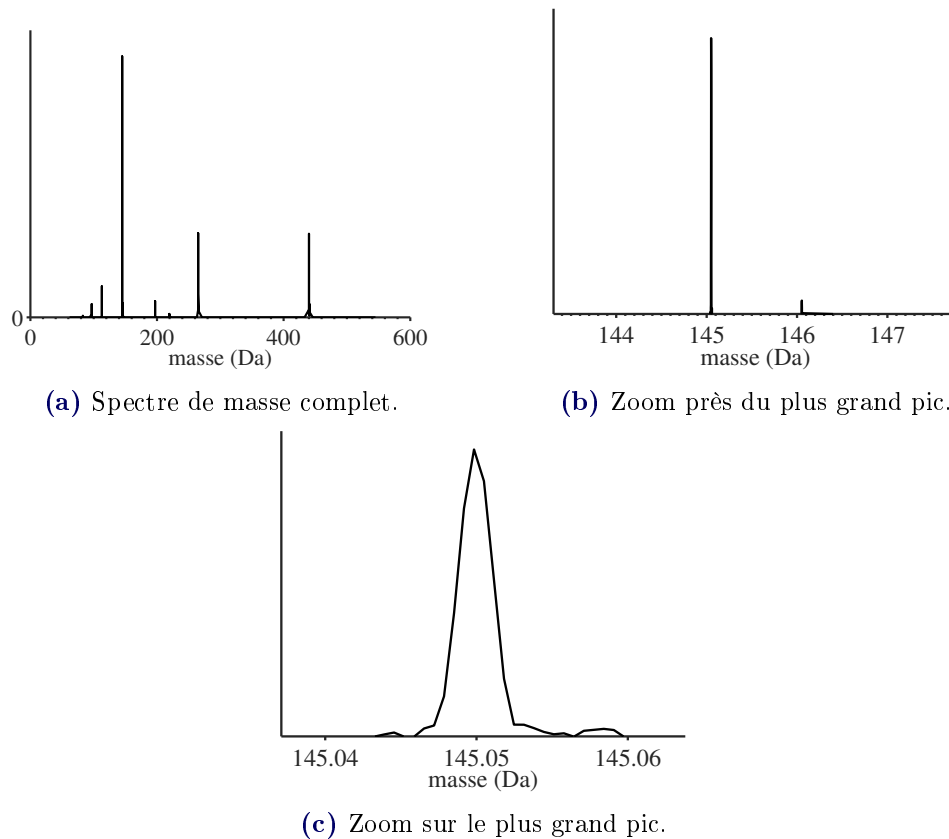 0
0 200 400 600
masse (Da)
(a) Spectre de masse complet.
144 145 146 147
masse (Da)
(b) Zoom près du plus grand pic.
145.04 145.05 145.06
masse (Da)
(c) Zoom sur le plus grand pic.